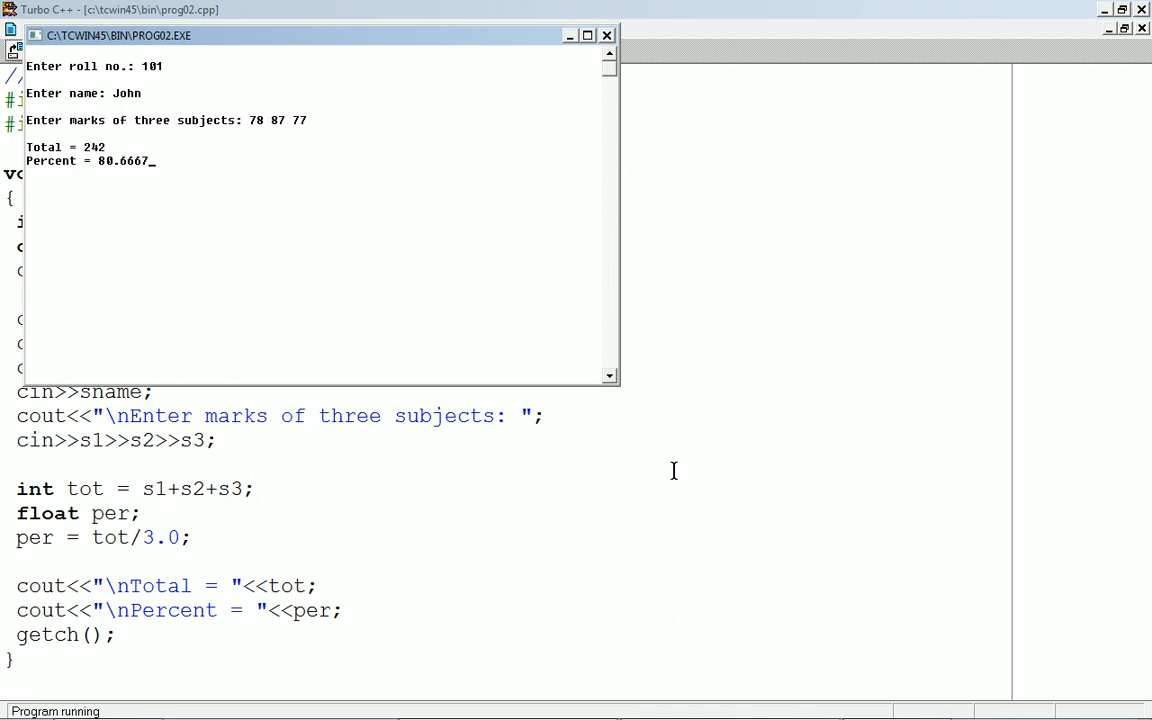 Turbo C++ - [c:\tcwin45\bin\prog02.cpp]
C:\TCWIN45\BIN\PROG02.EXE
Enter roll no.: 101
Enter name: John
Enter marks of three subjects: 78 87 77
Total = 242
Percent = 80.6667_
//
#i
#i
vo
{
i
c
c
c
c
c
cin>>sname;
cout<<"\nEnter marks of three subjects: ";
cin>>s1>>s2>>s3;
int tot = s1+s2+s3;
float per;
per = tot/3.0;
cout<<"\nTotal = "<<tot;
cout<<"\nPercent = "<<per;
getch();
}
Program running